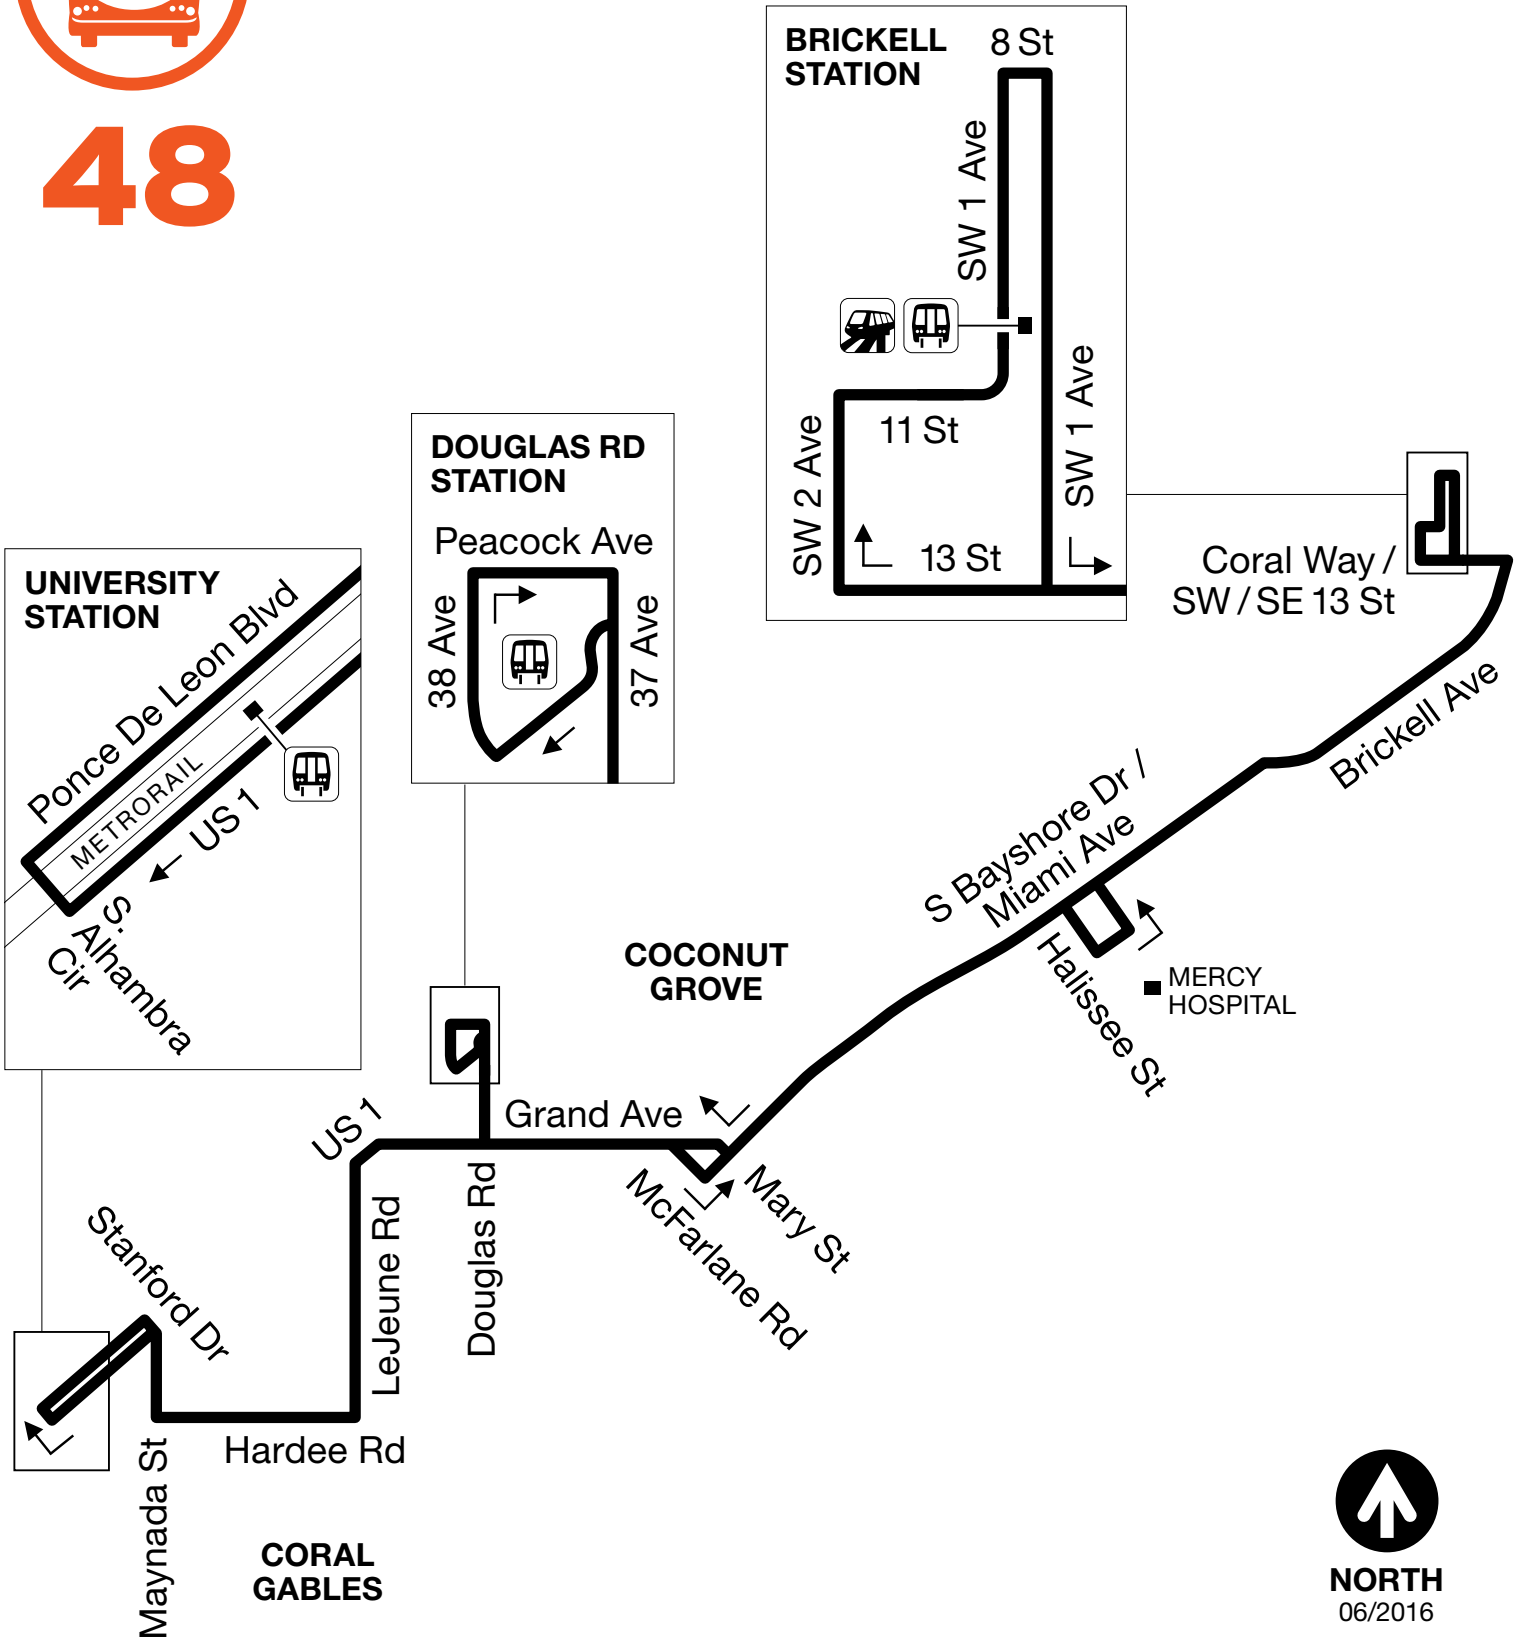 48
BRICKELL
STATION
8 St
SW 1 Ave
SW 1 Ave
11 St
SW 2 Ave
13 St
DOUGLAS RD
STATION
Peacock Ave
38 Ave
37 Ave
UNIVERSITY
STATION
Ponce De Leon Blvd
METRORAIL
US 1
S.
Alhambra
Cir
Coral Way /
SW / SE 13 St
Brickell Ave
S Bayshore Dr /
Miami Ave
Halissee St
MERCY
HOSPITAL
COCONUT
GROVE
Grand Ave
US 1
Douglas Rd
McFarlane Rd
Mary St
LeJeune Rd
Stanford Dr
Hardee Rd
Maynada St
CORAL
GABLES
NORTH
06/2016